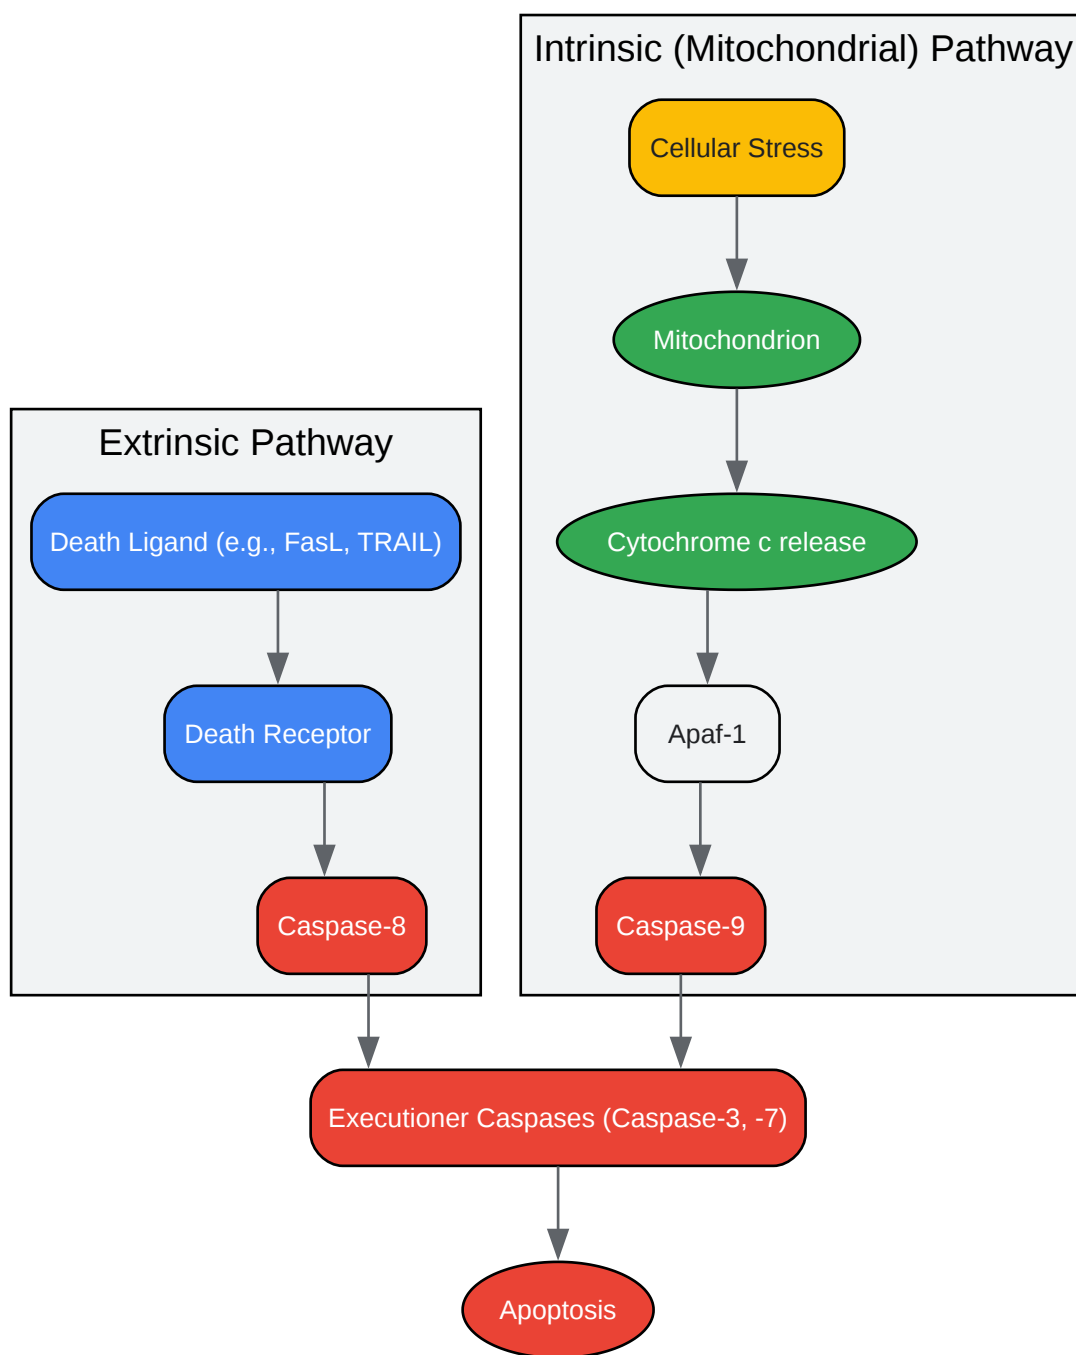 Intrinsic (Mitochondrial) Pathway
Cellular Stress
Mitochondrion
Cytochrome c release
Apaf-1
Caspase-9
Extrinsic Pathway
Death Ligand (e.g., FasL, TRAIL)
Death Receptor
Caspase-8
Executioner Caspases (Caspase-3, -7)
Apoptosis